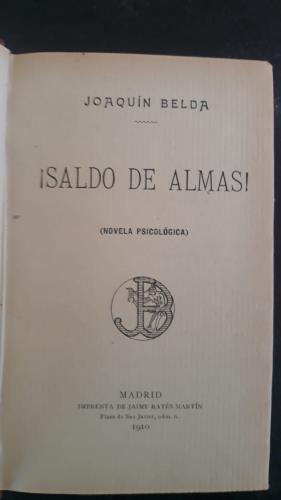 JOAQUÍN BELDA
¡SALDO DE ALMAS!
(NOVELA PSICOLÓGICA)
JB
MADRID
IMPRENTA DE JAIME RATÉS MARTÍN
Plaza de San Javier, núm. 6.
1910